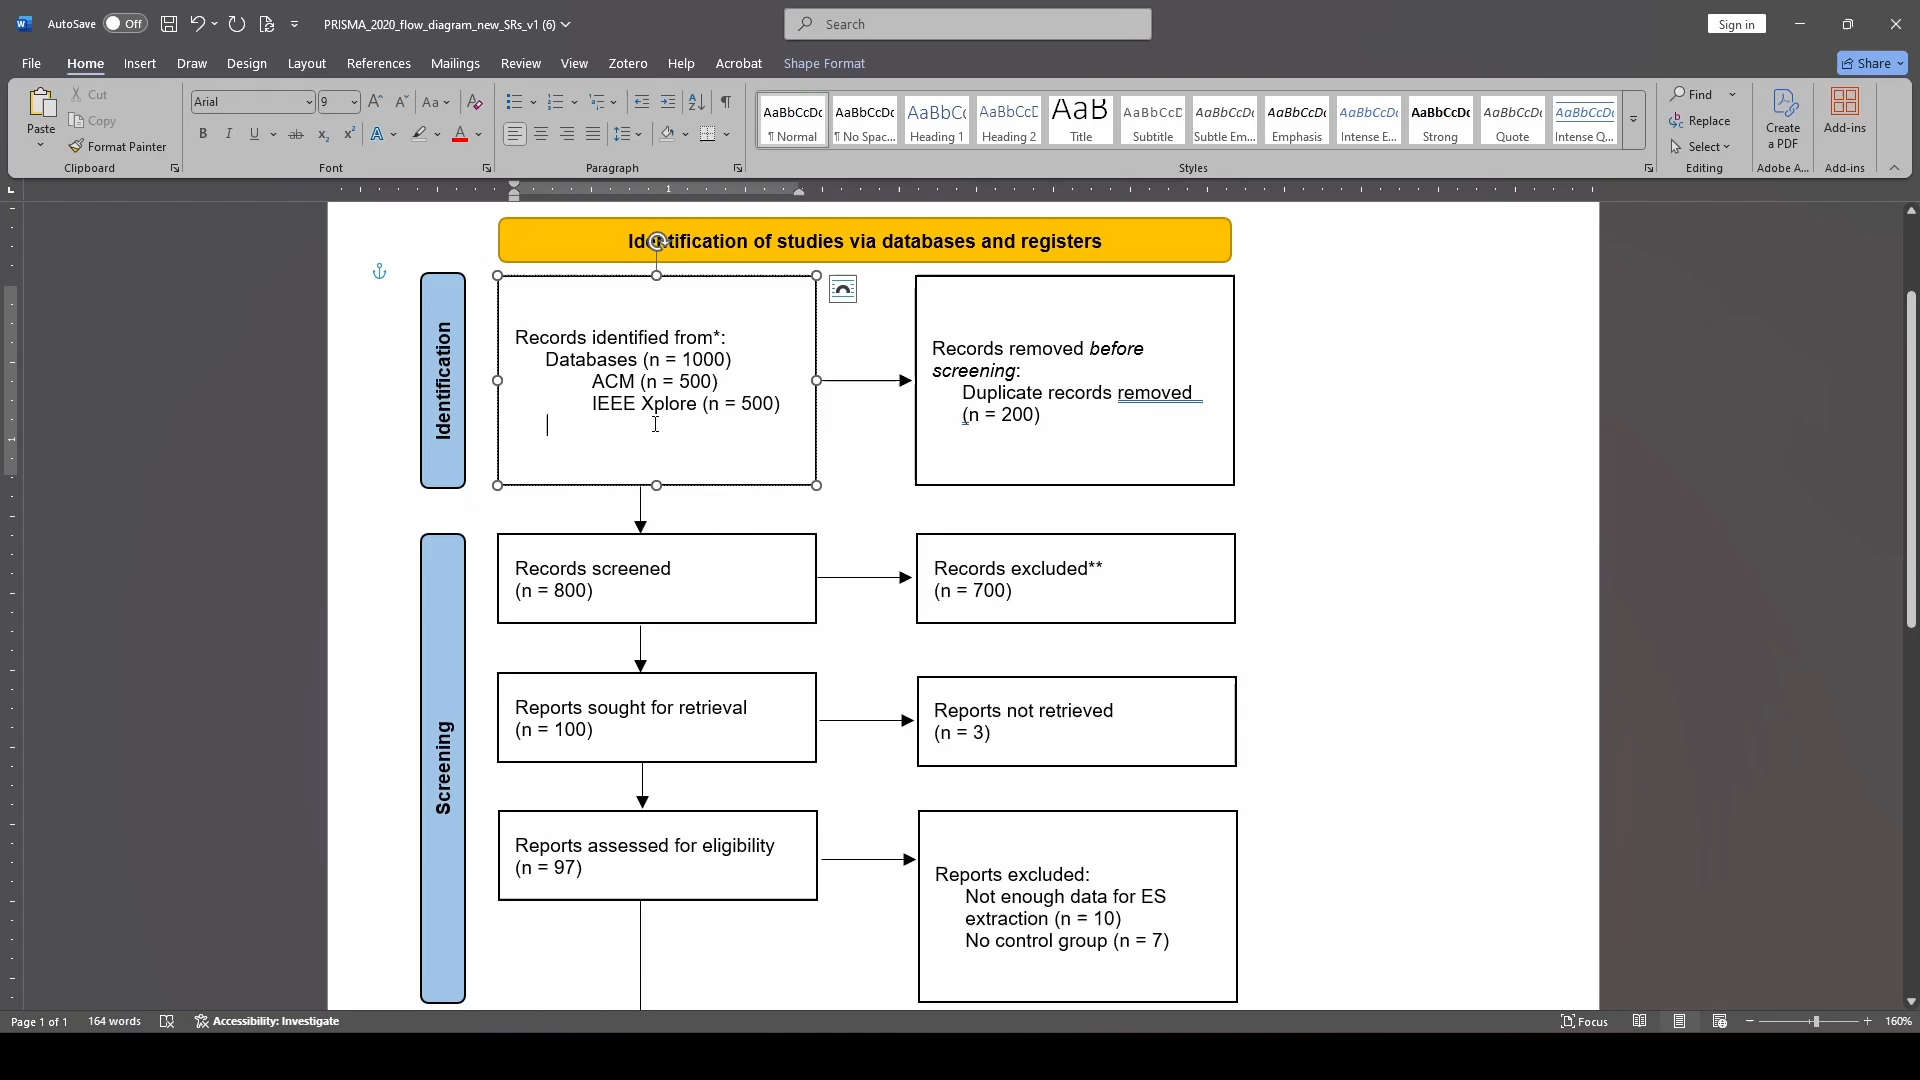 AutoSave Off PRISMA_2020_flow_diagram_new_SRs_v1 (6) Search Sign in
File Home Insert Draw Design Layout References Mailings Review View Zotero Help Acrobat Shape Format Share
Paste
Cut
Copy
Format Painter
Clipboard
Arial 9
Font
Paragraph
AaBbCcDc AaBbCcDc AaBbCc AaBbCcD AaB AaBbCcD AaBbCcDc AaBbCcDc AaBbCcDc AaBbCcDc AaBbCcDc AaBbCcDc
¶ Normal ¶ No Spac... Heading 1 Heading 2 Title Subtitle Subtle Em... Emphasis Intense E... Strong Quote Intense Q...
Styles
Find
Replace
Select
Editing
Create
a PDF
Adobe A...
Add-ins
Add-ins
1
1
Identification of studies via databases and registers
Identification
Records identified from*:
Databases (n = 1000)
ACM (n = 500)
IEEE Xplore (n = 500)
Records removed before
screening:
Duplicate records removed
(n = 200)
Screening
Records screened
(n = 800)
Records excluded**
(n = 700)
Reports sought for retrieval
(n = 100)
Reports not retrieved
(n = 3)
Reports assessed for eligibility
(n = 97)
Reports excluded:
Not enough data for ES
extraction (n = 10)
No control group (n = 7)
Page 1 of 1 164 words Accessibility: Investigate Focus 160%